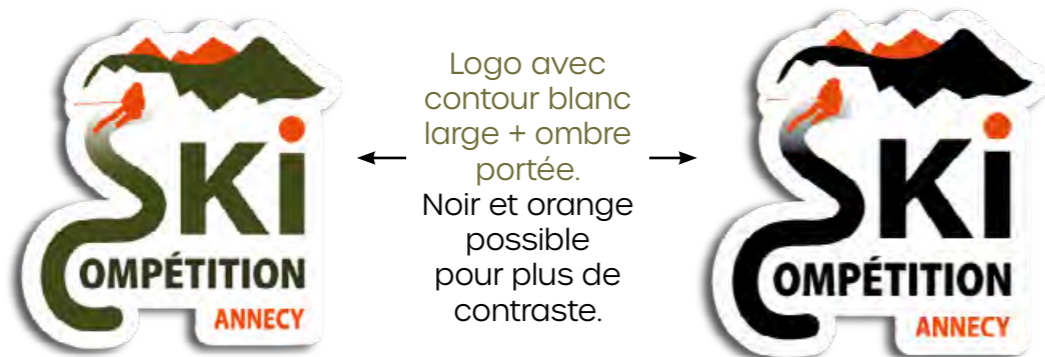 SKi
COMPÉTITION
ANNECY
Logo avec
contour blanc
large + ombre
portée.
Noir et orange
possible
pour plus de
contraste.
SKi
COMPÉTITION
ANNECY